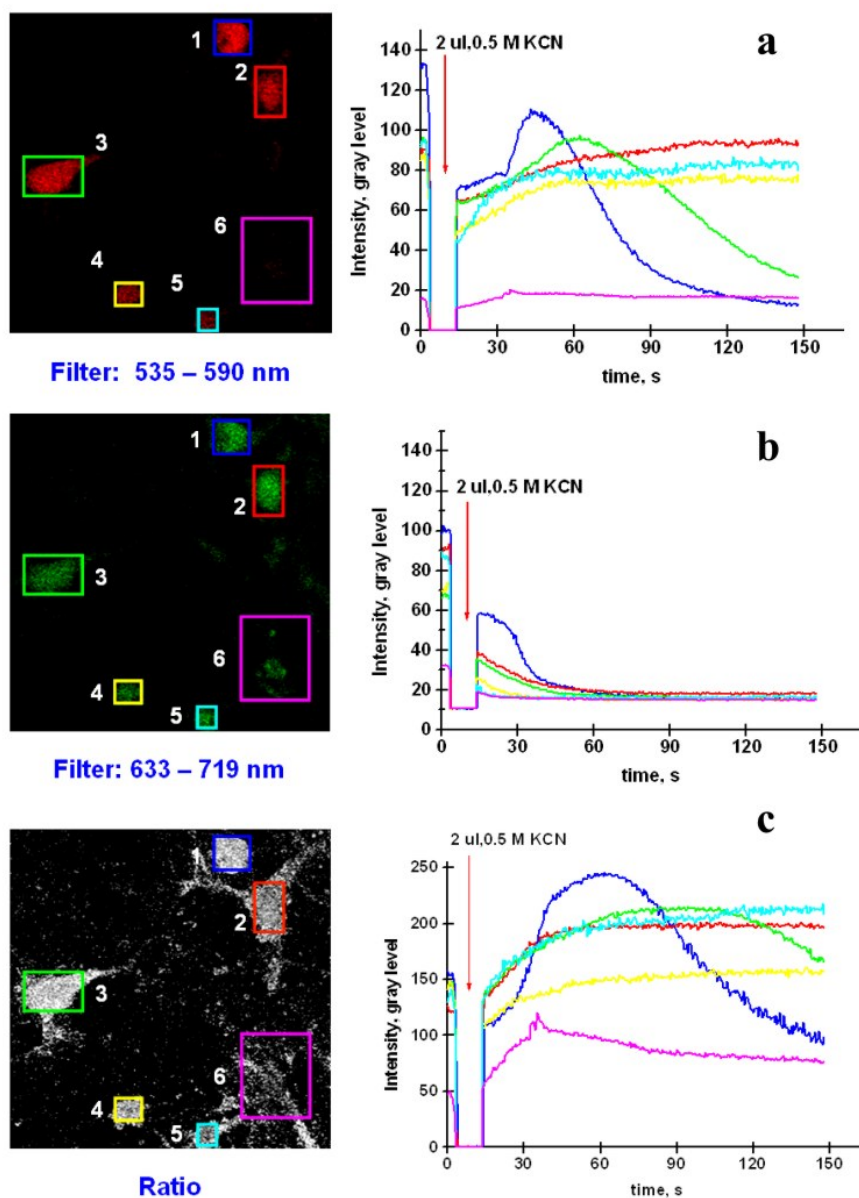 1
2
3
4
5
6
Filter: 535 – 590 nm
a
2 ul,0.5 M KCN
Intensity, gray level
140
120
100
80
60
40
20
0
0 30 60 90 120 150
time, s
1
2
3
4
5
6
Filter: 633 – 719 nm
b
2 ul,0.5 M KCN
Intensity, gray level
140
120
100
80
60
40
20
0
0 30 60 90 120 150
time, s
2
3
4
5
6
Ratio
c
2 ul,0.5 M KCN
Intensity, gray level
250
200
150
100
50
0
0 30 60 90 120 150
time, s